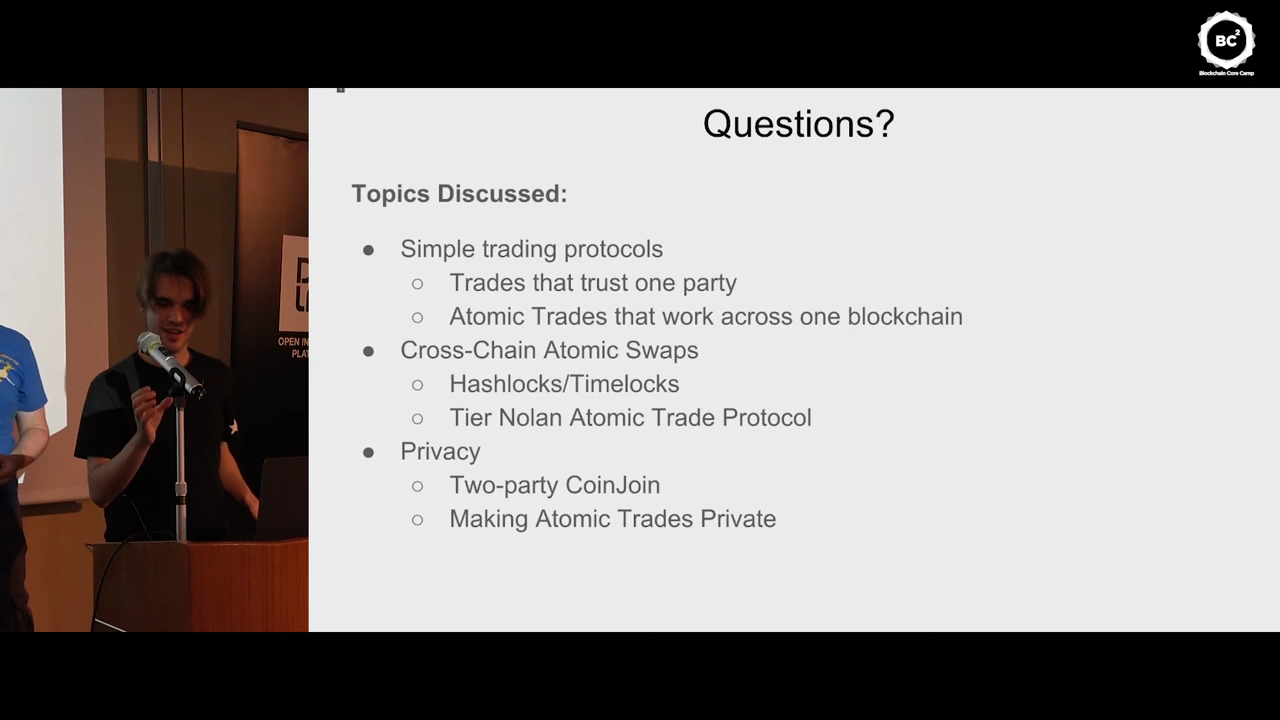 BC²
Blockchain Core Camp
Questions?
Topics Discussed:
● Simple trading protocols
○ Trades that trust one party
○ Atomic Trades that work across one blockchain
● Cross-Chain Atomic Swaps
○ Hashlocks/Timelocks
○ Tier Nolan Atomic Trade Protocol
● Privacy
○ Two-party CoinJoin
○ Making Atomic Trades Private
OPEN IN
PLAT